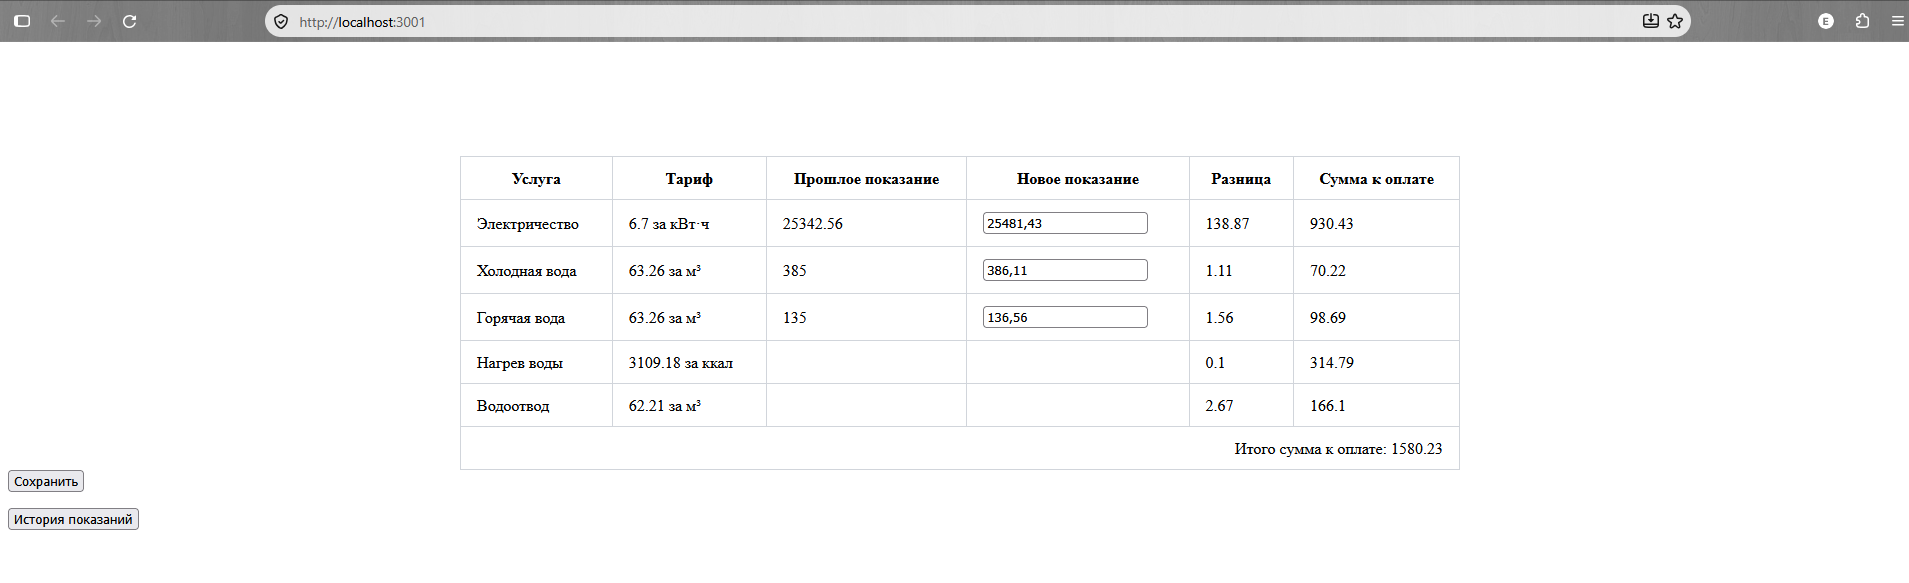 http://localhost:3001
E
Услуга Тариф Прошлое показание Новое показание Разница Сумма к оплате
Электричество 6.7 за кВт·ч 25342.56 25481,43 138.87 930.43
Холодная вода 63.26 за м³ 385 386,11 1.11 70.22
Горячая вода 63.26 за м³ 135 136,56 1.56 98.69
Нагрев воды 3109.18 за ккал 0.1 314.79
Водоотвод 62.21 за м³ 2.67 166.1
Итого сумма к оплате: 1580.23
Сохранить
История показаний